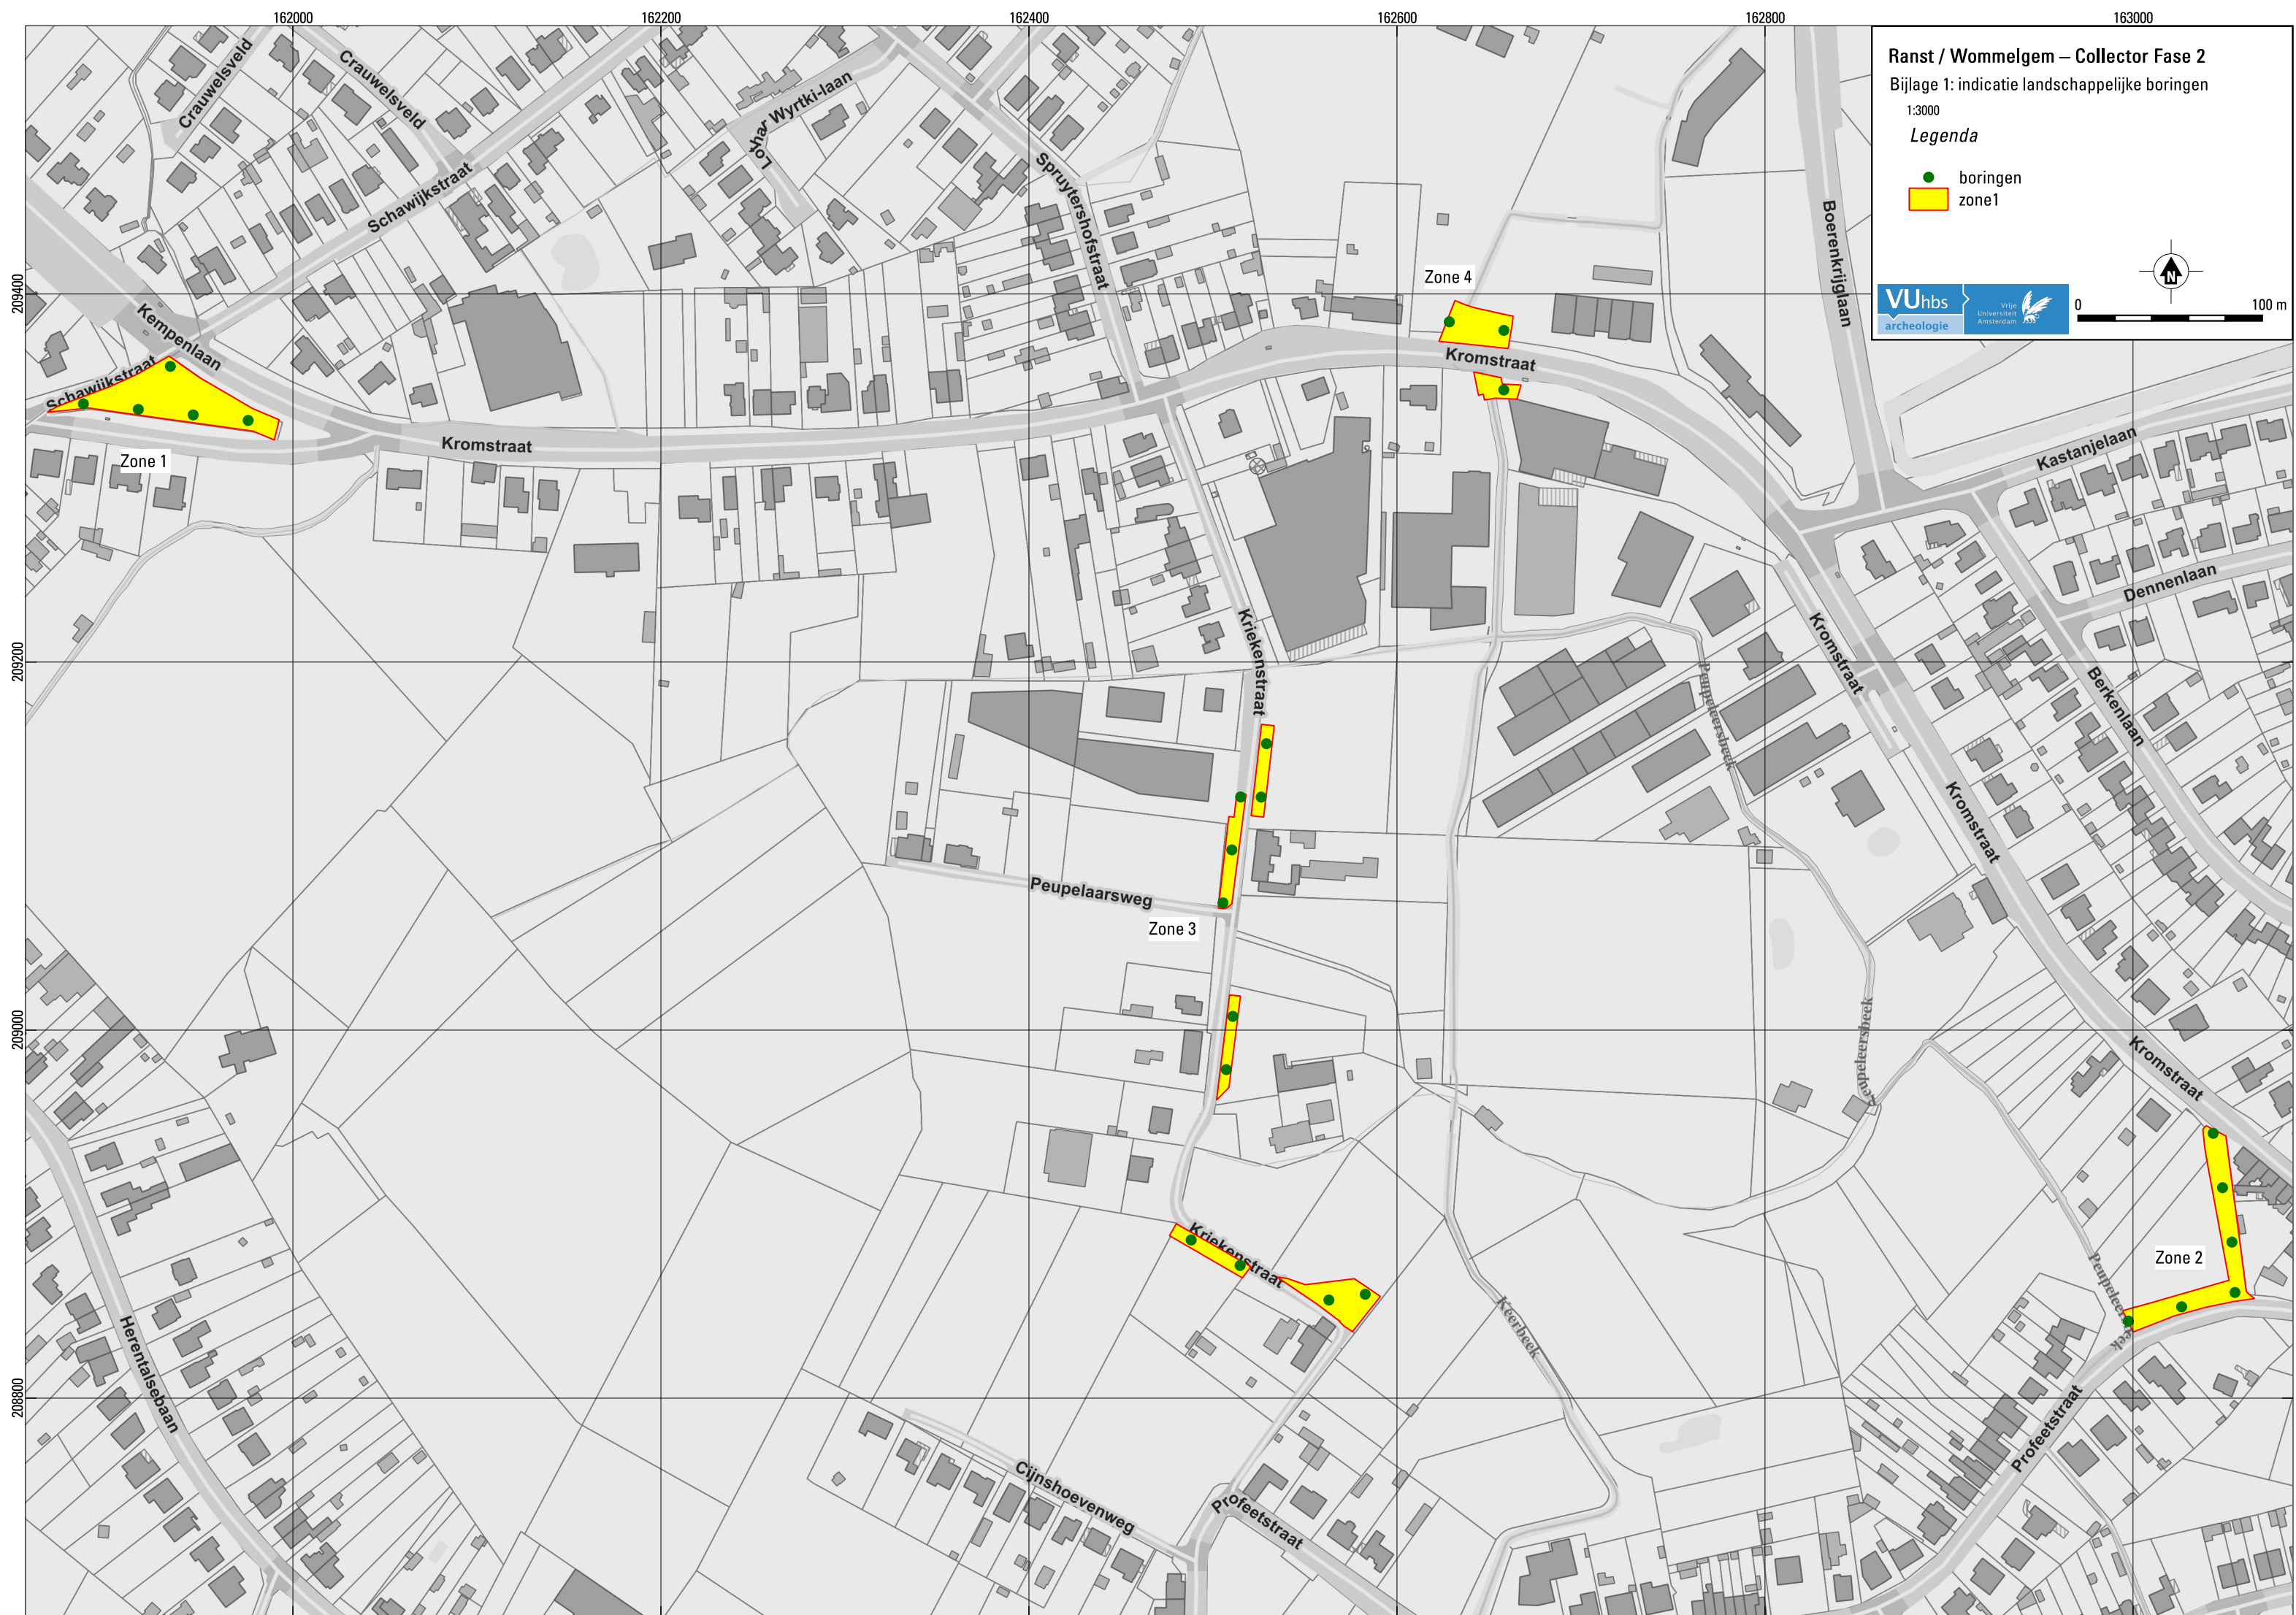 162000
162200
162400
162600
162800
163000
Ranst / Wommelgem – Collector Fase 2
Bijlage 1: indicatie landschappelijke boringen
1:3000
Legenda
boringen
zone1
N
VUhbs
archeologie
Vrije
Universiteit
Amsterdam
0
100 m
209400
209200
209000
208800
Crauwelsveld
Crauwelsveld
Schawijkstraat
Lothar Wyrtki-laan
Spruytershofstraat
Boerenkrijglaan
Zone 4
Kempenlaan
Schawijkstraat
Kromstraat
Zone 1
Kromstraat
Kastanjelaan
Dennenlaan
Kriekenstraat
Kromstraat
Peupeleersbeek
Berkenlaan
Kromstraat
Peupelaarsweg
Zone 3
Peupeleersbeek
Kromstraat
Kriekenstraat
Zone 2
Peupeleersbeek
Keerbeek
Herentalsebaan
Profeetstraat
Cijnshoevenweg
Profeetstraat